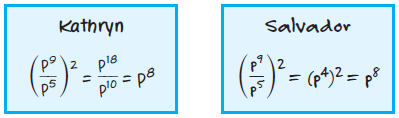 Kathryn
(p⁹/p⁵)² = p¹⁸/p¹⁰ = p⁸
Salvador
(p⁹/p⁵)² = (p⁴)² = p⁸